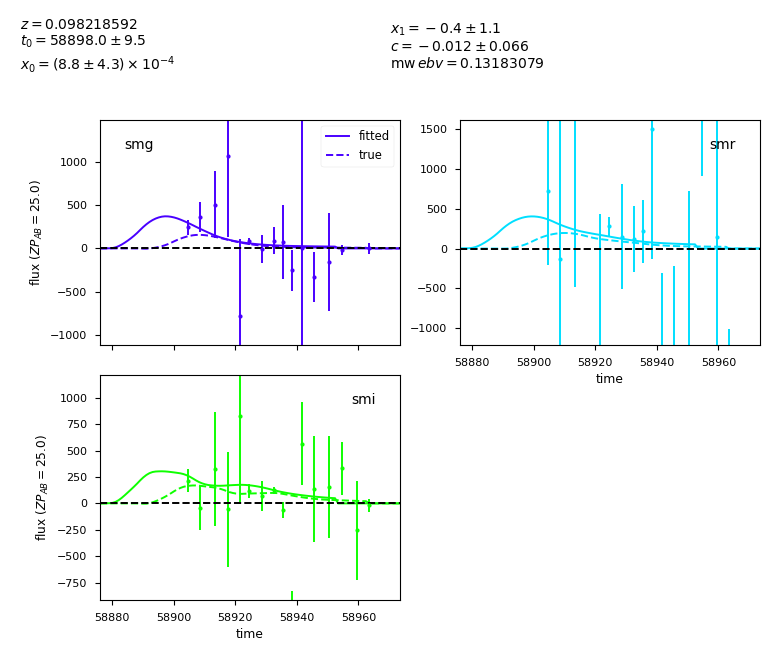 z = 0.098218592
t₀ = 58898.0 ± 9.5
x₀ = (8.8 ± 4.3) × 10⁻⁴
x₁ = −0.4 ± 1.1
c = −0.012 ± 0.066
mw ebv = 0.13183079
smg
fitted
true
1000
500
0
−500
−1000
flux (ZP_AB = 25.0)
smr
1500
1000
500
0
−500
−1000
58880 58900 58920 58940 58960
time
smi
1000
750
500
250
0
−250
−500
−750
flux (ZP_AB = 25.0)
58880 58900 58920 58940 58960
time